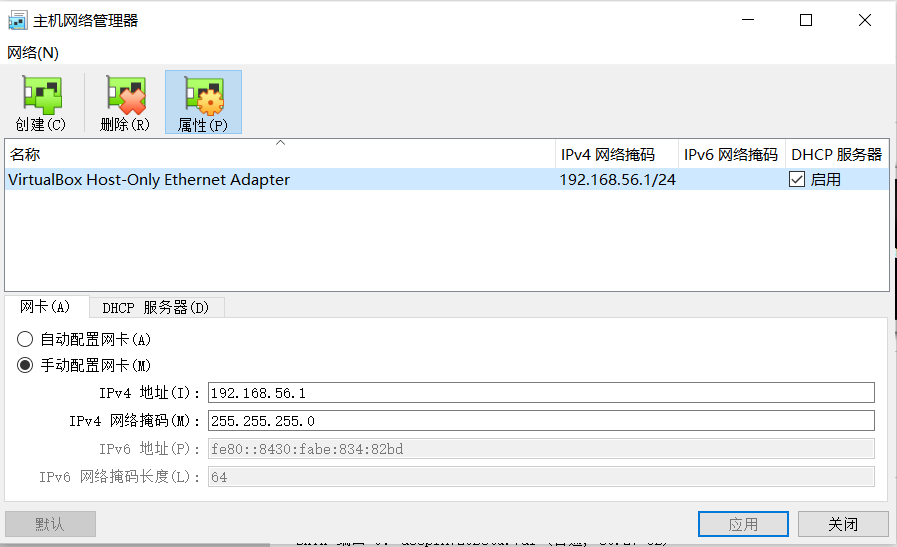 主机网络管理器
网络(N)
创建(C) 删除(R) 属性(P)
名称 IPv4 网络掩码 IPv6 网络掩码 DHCP 服务器
VirtualBox Host-Only Ethernet Adapter 192.168.56.1/24 启用
网卡(A) DHCP 服务器(D)
自动配置网卡(A)
手动配置网卡(M)
IPv4 地址(I): 192.168.56.1
IPv4 网络掩码(M): 255.255.255.0
IPv6 地址(P): fe80::8430:fabe:834:82bd
IPv6 网络掩码长度(L): 64
默认 应用 关闭